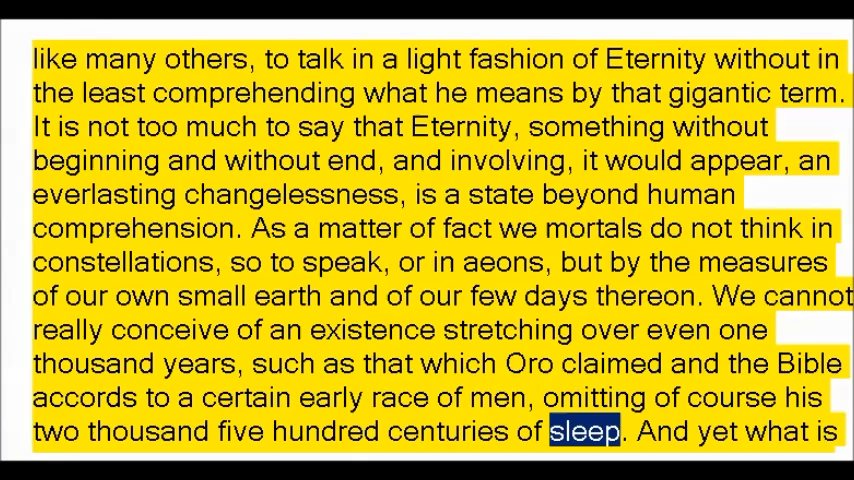 like many others, to talk in a light fashion of Eternity without in
the least comprehending what he means by that gigantic term.
It is not too much to say that Eternity, something without
beginning and without end, and involving, it would appear, an
everlasting changelessness, is a state beyond human
comprehension. As a matter of fact we mortals do not think in
constellations, so to speak, or in aeons, but by the measures
of our own small earth and of our few days thereon. We cannot
really conceive of an existence stretching over even one
thousand years, such as that which Oro claimed and the Bible
accords to a certain early race of men, omitting of course his
two thousand five hundred centuries of sleep. And yet what is